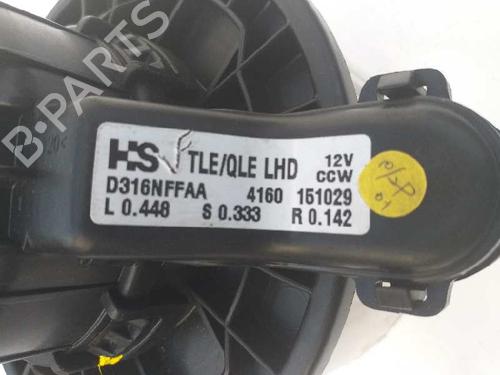 B-PARTS
HS TLE/QLE LHD 12V
CCW
D316NFFAA 4160 151029
L 0.448 S 0.333 R 0.142